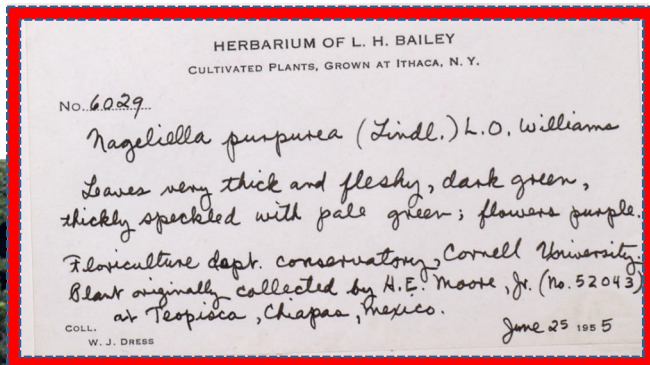 HERBARIUM OF L. H. BAILEY
CULTIVATED PLANTS, GROWN AT ITHACA, N. Y.
No. 6029
Nageliella purpurea (Lindl.) L.O. Williams
Leaves very thick and fleshy, dark green,
thickly speckled with pale green; flowers purple.
Floriculture dept. conservatory, Cornell University
Plant originally collected by H.E. Moore, Jr. (No. 52043)
at Teopisca, Chiapas, Mexico.
COLL.
W. J. DRESS
June 25 1955